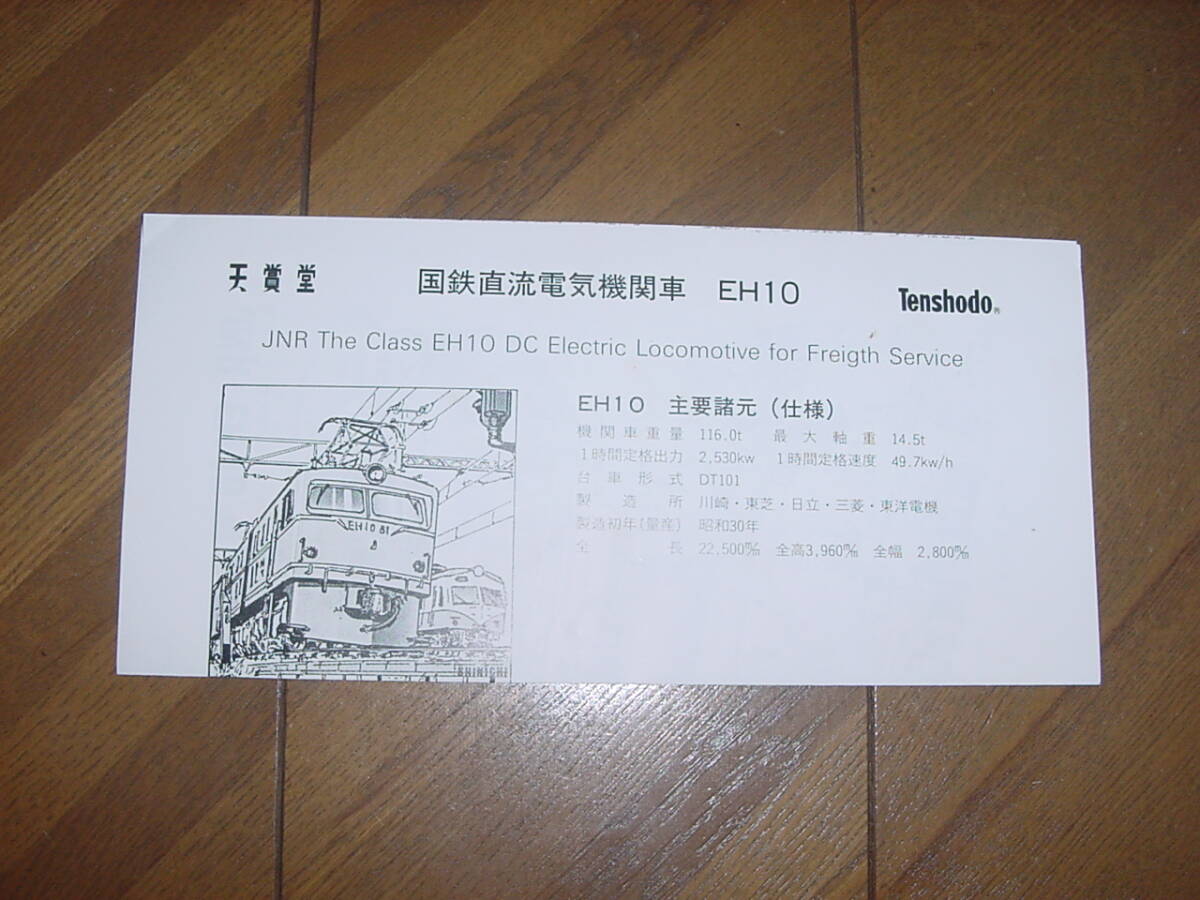 天賞堂 国鉄直流電気機関車 EH10 Tenshodo®
JNR The Class EH10 DC Electric Locomotive for Freigth Service
EH10 主要諸元(仕様)
機関車重量 116.0t 最大軸重 14.5t
1時間定格出力 2,530kw 1時間定格速度 49.7kw/h
台車形式 DT101
製造所 川崎・東芝・日立・三菱・東洋電機
製造初年(量産) 昭和30年
全長 22,500㎜ 全高3,960㎜ 全幅 2,800㎜
EH10 61
SHINICHI